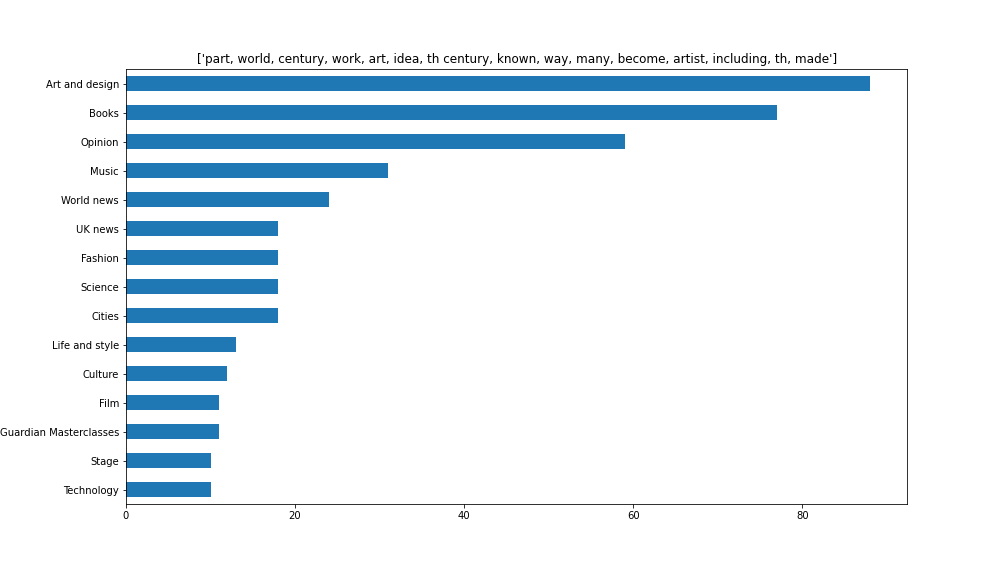 ['part, world, century, work, art, idea, th century, known, way, many, become, artist, including, th, made']
Art and design
Books
Opinion
Music
World news
UK news
Fashion
Science
Cities
Life and style
Culture
Film
Guardian Masterclasses
Stage
Technology
0 20 40 60 80